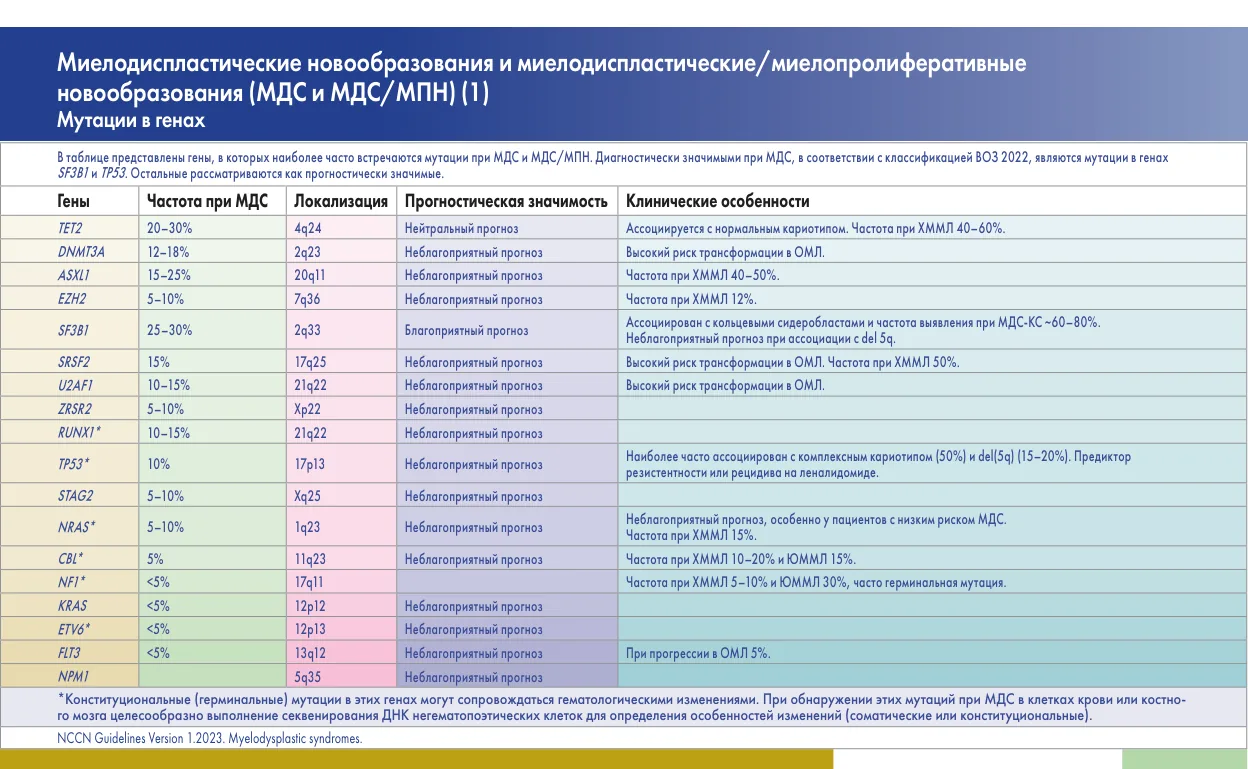 Миелодиспластические новообразования и миелодиспластические/миелопролиферативные
новообразования (МДС и МДС/МПН) (1)
Мутации в генах
В таблице представлены гены, в которых наиболее часто встречаются мутации при МДС и МДС/МПН. Диагностически значимыми при МДС, в соответствии с классификацией ВОЗ 2022, являются мутации в генах
SF3B1 и TP53. Остальные рассматриваются как прогностически значимые.
Гены Частота при МДС Локализация Прогностическая значимость Клинические особенности
TET2 20–30% 4q24 Нейтральный прогноз Ассоциируется с нормальным кариотипом. Частота при ХММЛ 40–60%.
DNMT3A 12–18% 2q23 Неблагоприятный прогноз Высокий риск трансформации в ОМЛ.
ASXL1 15–25% 20q11 Неблагоприятный прогноз Частота при ХММЛ 40–50%.
EZH2 5–10% 7q36 Неблагоприятный прогноз Частота при ХММЛ 12%.
SF3B1 25–30% 2q33 Благоприятный прогноз Ассоциирован с кольцевыми сидеробластами и частота выявления при МДС-КС ~60–80%.
Неблагоприятный прогноз при ассоциации с del 5q.
SRSF2 15% 17q25 Неблагоприятный прогноз Высокий риск трансформации в ОМЛ. Частота при ХММЛ 50%.
U2AF1 10–15% 21q22 Неблагоприятный прогноз Высокий риск трансформации в ОМЛ.
ZRSR2 5–10% Xp22 Неблагоприятный прогноз
RUNX1* 10–15% 21q22 Неблагоприятный прогноз
TP53* 10% 17p13 Неблагоприятный прогноз Наиболее часто ассоциирован с комплексным кариотипом (50%) и del(5q) (15–20%). Предиктор
резистентности или рецидива на леналидомиде.
STAG2 5–10% Xq25 Неблагоприятный прогноз
NRAS* 5–10% 1q23 Неблагоприятный прогноз Неблагоприятный прогноз, особенно у пациентов с низким риском МДС.
Частота при ХММЛ 15%.
CBL* 5% 11q23 Неблагоприятный прогноз Частота при ХММЛ 10–20% и ЮММЛ 15%.
NF1* <5% 17q11 Частота при ХММЛ 5–10% и ЮММЛ 30%, часто герминальная мутация.
KRAS <5% 12p12 Неблагоприятный прогноз
ETV6* <5% 12p13 Неблагоприятный прогноз
FLT3 <5% 13q12 Неблагоприятный прогноз При прогрессии в ОМЛ 5%.
NPM1 5q35 Неблагоприятный прогноз
*Конституциональные (герминальные) мутации в этих генах могут сопровождаться гематологическими изменениями. При обнаружении этих мутаций при МДС в клетках крови или костно-
го мозга целесообразно выполнение секвенирования ДНК негематопоэтических клеток для определения особенностей изменений (соматические или конституциональные).
NCCN Guidelines Version 1.2023. Myelodysplastic syndromes.